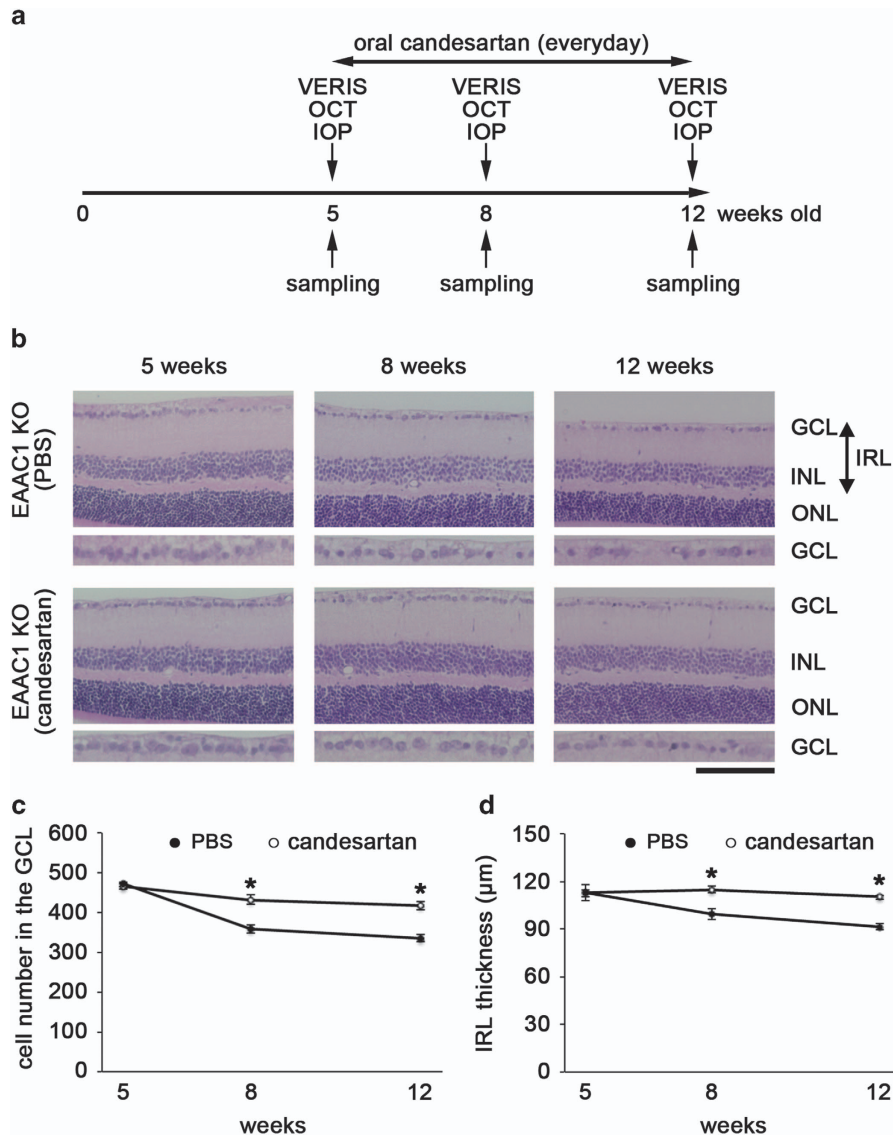 a
oral candesartan (everyday)
VERIS VERIS VERIS
OCT OCT OCT
IOP IOP IOP
0 5 8 12 weeks old
sampling sampling sampling
b
5 weeks 8 weeks 12 weeks
EAAC1 KO
(PBS)
GCL
IRL
INL
ONL
GCL
EAAC1 KO
(candesartan)
GCL
INL
ONL
GCL
c
cell number in the GCL
600
500
400
300
200
100
0
PBS candesartan
*
*
5 8 12
weeks
d
IRL thickness (μm)
150
120
90
60
30
0
PBS candesartan
*
*
5 8 12
weeks